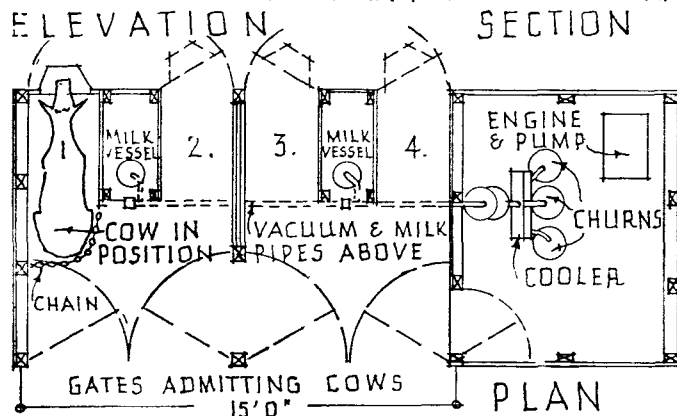 ELEVATION SECTION
ENGINE
& PUMP
MILK
VESSEL
1
2.
3.
MILK
VESSEL
4.
COW IN
POSITION
VACUUM & MILK
PIPES ABOVE
CHURNS
COOLER
CHAIN
GATES ADMITTING COWS
15'0"
PLAN